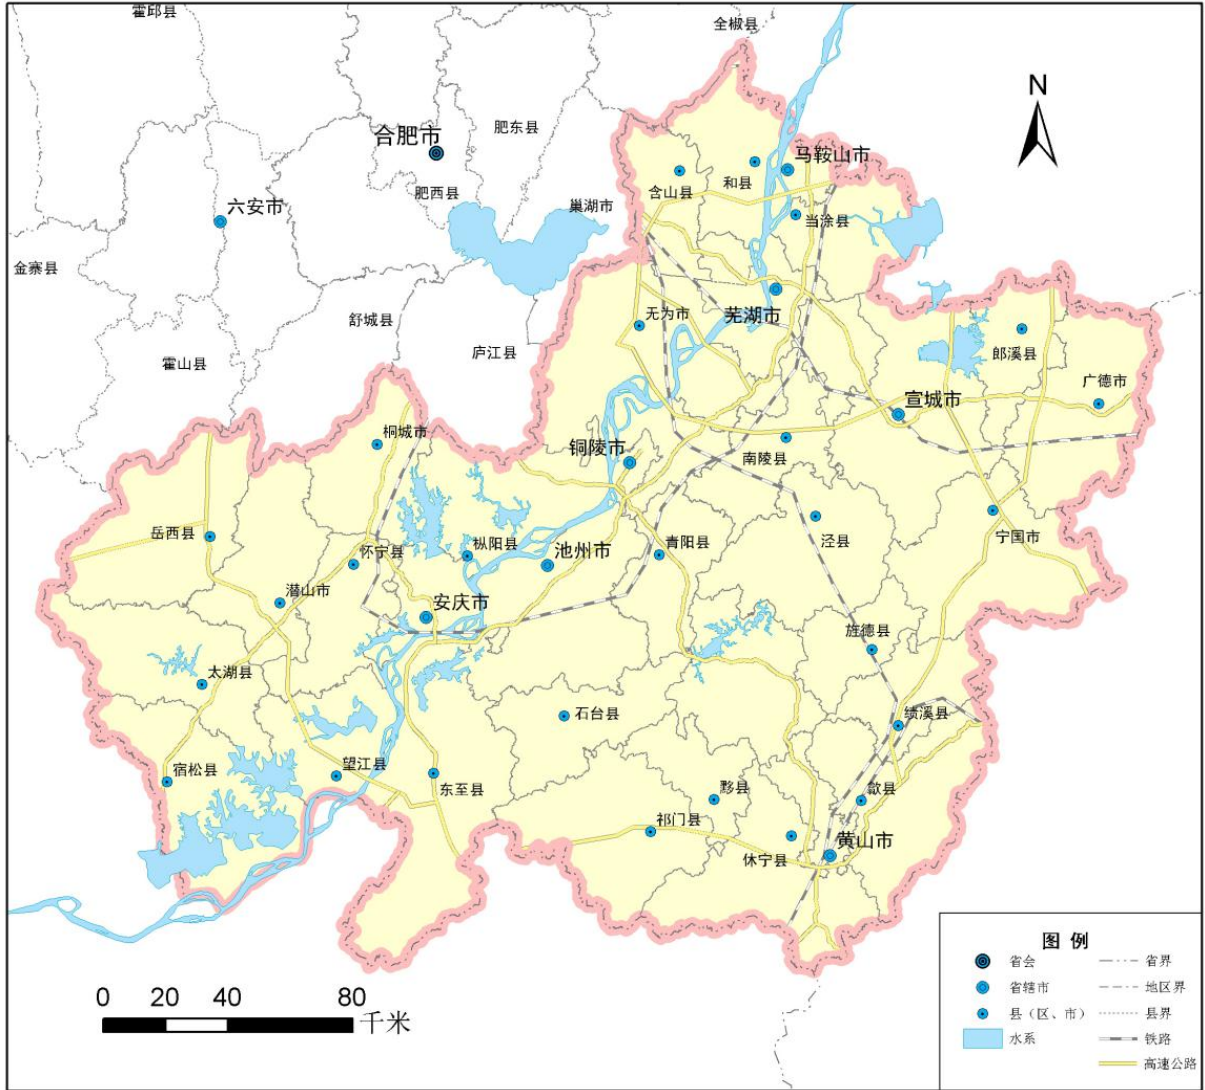 霍邱县
全椒县
N
合肥市
肥东县
马鞍山市
和县
含山县
肥西县
六安市
巢湖市
当涂县
金寨县
无为市
芜湖市
舒城县
庐江县
郎溪县
霍山县
广德市
宣城市
桐城市
铜陵市
南陵县
岳西县
泾县
宁国市
怀宁县
枞阳县
池州市
青阳县
潜山市
安庆市
旌德县
太湖县
石台县
绩溪县
宿松县
望江县
东至县
黟县
歙县
祁门县
休宁县
黄山市
图 例
省会
省界
省辖市
地区界
县（区、市）
县界
水系
铁路
高速公路
0 20 40 80
千米